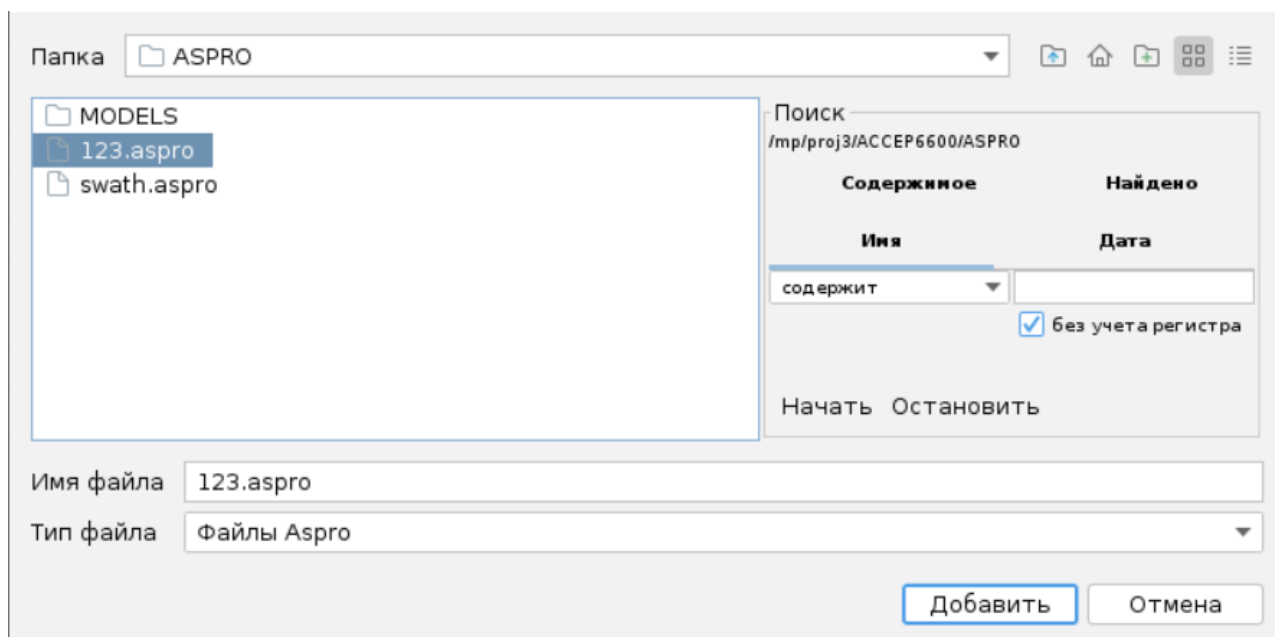 Папка ASPRO
MODELS
123.aspro
swath.aspro
Поиск
/mp/proj3/ACCEP6600/ASPRO
Содержимое Найдено
Имя Дата
содержит
без учета регистра
Начать Остановить
Имя файла 123.aspro
Тип файла Файлы Aspro
Добавить Отмена